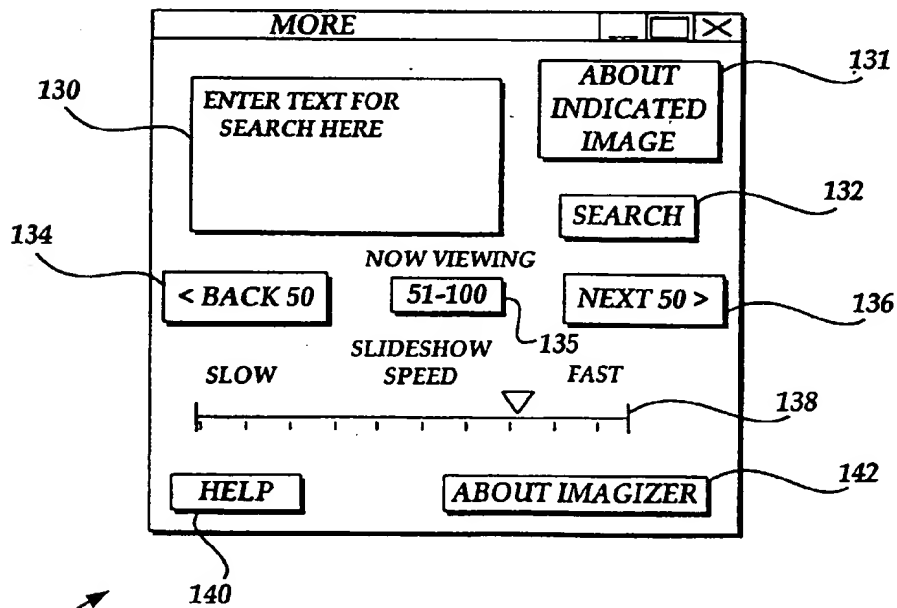 MORE
131
ABOUT
INDICATED
IMAGE
130
ENTER TEXT FOR
SEARCH HERE
132
SEARCH
134
NOW VIEWING
< BACK 50
51-100
NEXT 50 >
136
135
SLIDESHOW
SPEED
SLOW
FAST
138
HELP
ABOUT IMAGIZER
142
140